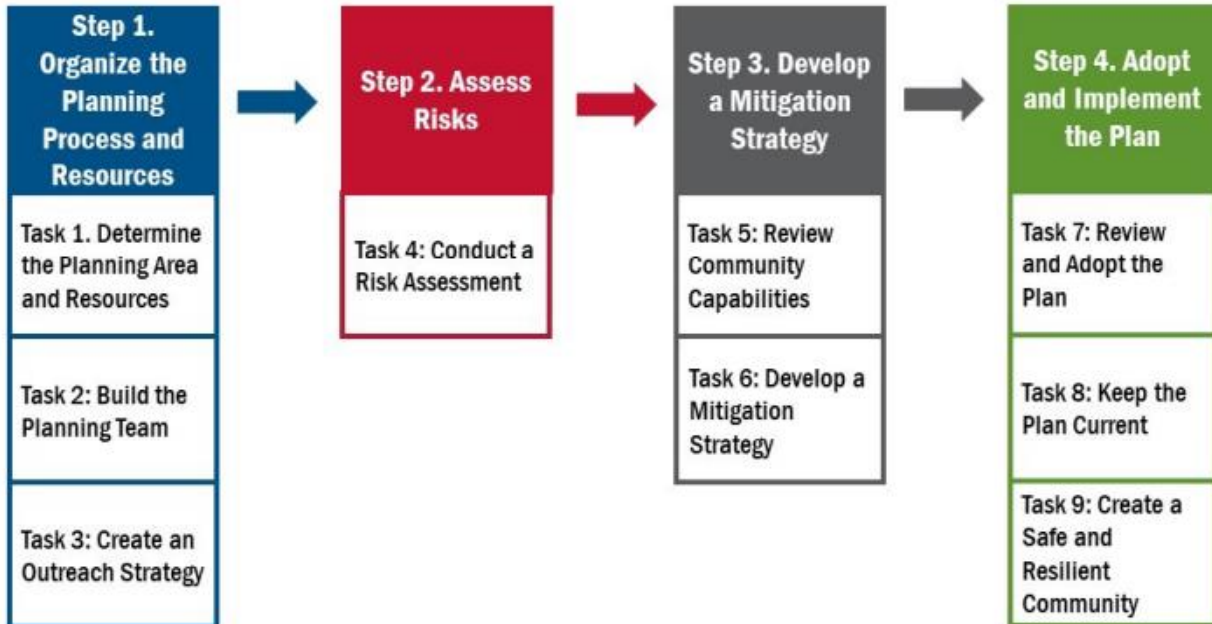 Step 1.
Organize the
Planning
Process and
Resources
Task 1. Determine
the Planning Area
and Resources
Task 2: Build the
Planning Team
Task 3: Create an
Outreach Strategy
Step 2. Assess
Risks
Task 4: Conduct a
Risk Assessment
Step 3. Develop
a Mitigation
Strategy
Task 5: Review
Community
Capabilities
Task 6: Develop a
Mitigation
Strategy
Step 4. Adopt
and Implement
the Plan
Task 7: Review
and Adopt the
Plan
Task 8: Keep the
Plan Current
Task 9: Create a
Safe and
Resilient
Community